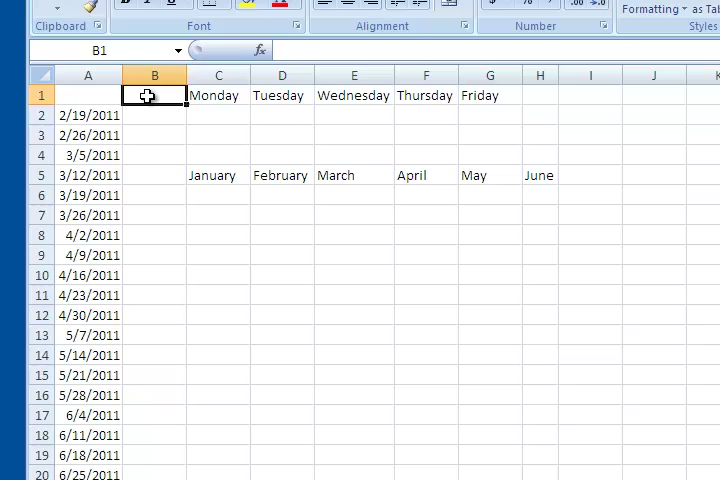 B I U A $ % , .00 .0
Formatting as Tab
Clipboard Font Alignment Number Styles
B1 fx
A B C D E F G H I J K
1 Monday Tuesday Wednesday Thursday Friday
2 2/19/2011
3 2/26/2011
4 3/5/2011
5 3/12/2011 January February March April May June
6 3/19/2011
7 3/26/2011
8 4/2/2011
9 4/9/2011
10 4/16/2011
11 4/23/2011
12 4/30/2011
13 5/7/2011
14 5/14/2011
15 5/21/2011
16 5/28/2011
17 6/4/2011
18 6/11/2011
19 6/18/2011
20 6/25/2011